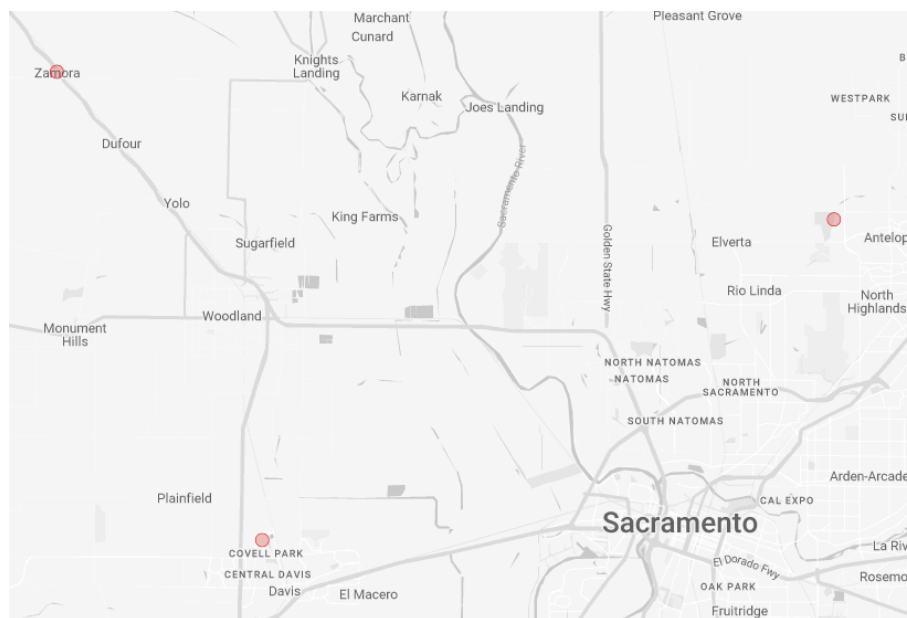 Pleasant Grove
Marchant
Cunard
Knights
Landing
Zamora
Karnak
Joes Landing
WESTPARK
Dufour
Sacramento River
Yolo
King Farms
Sugarfield
Golden State Hwy
Elverta
Antelop
Rio Linda
North
Highlands
Woodland
Monument
Hills
NORTH NATOMAS
NATOMAS
NORTH
SACRAMENTO
SOUTH NATOMAS
Arden-Arcade
Plainfield
CAL EXPO
Sacramento
COVELL PARK
La Riv
El Dorado Fwy
CENTRAL DAVIS
Davis
El Macero
OAK PARK
Rosemo
Fruitridge